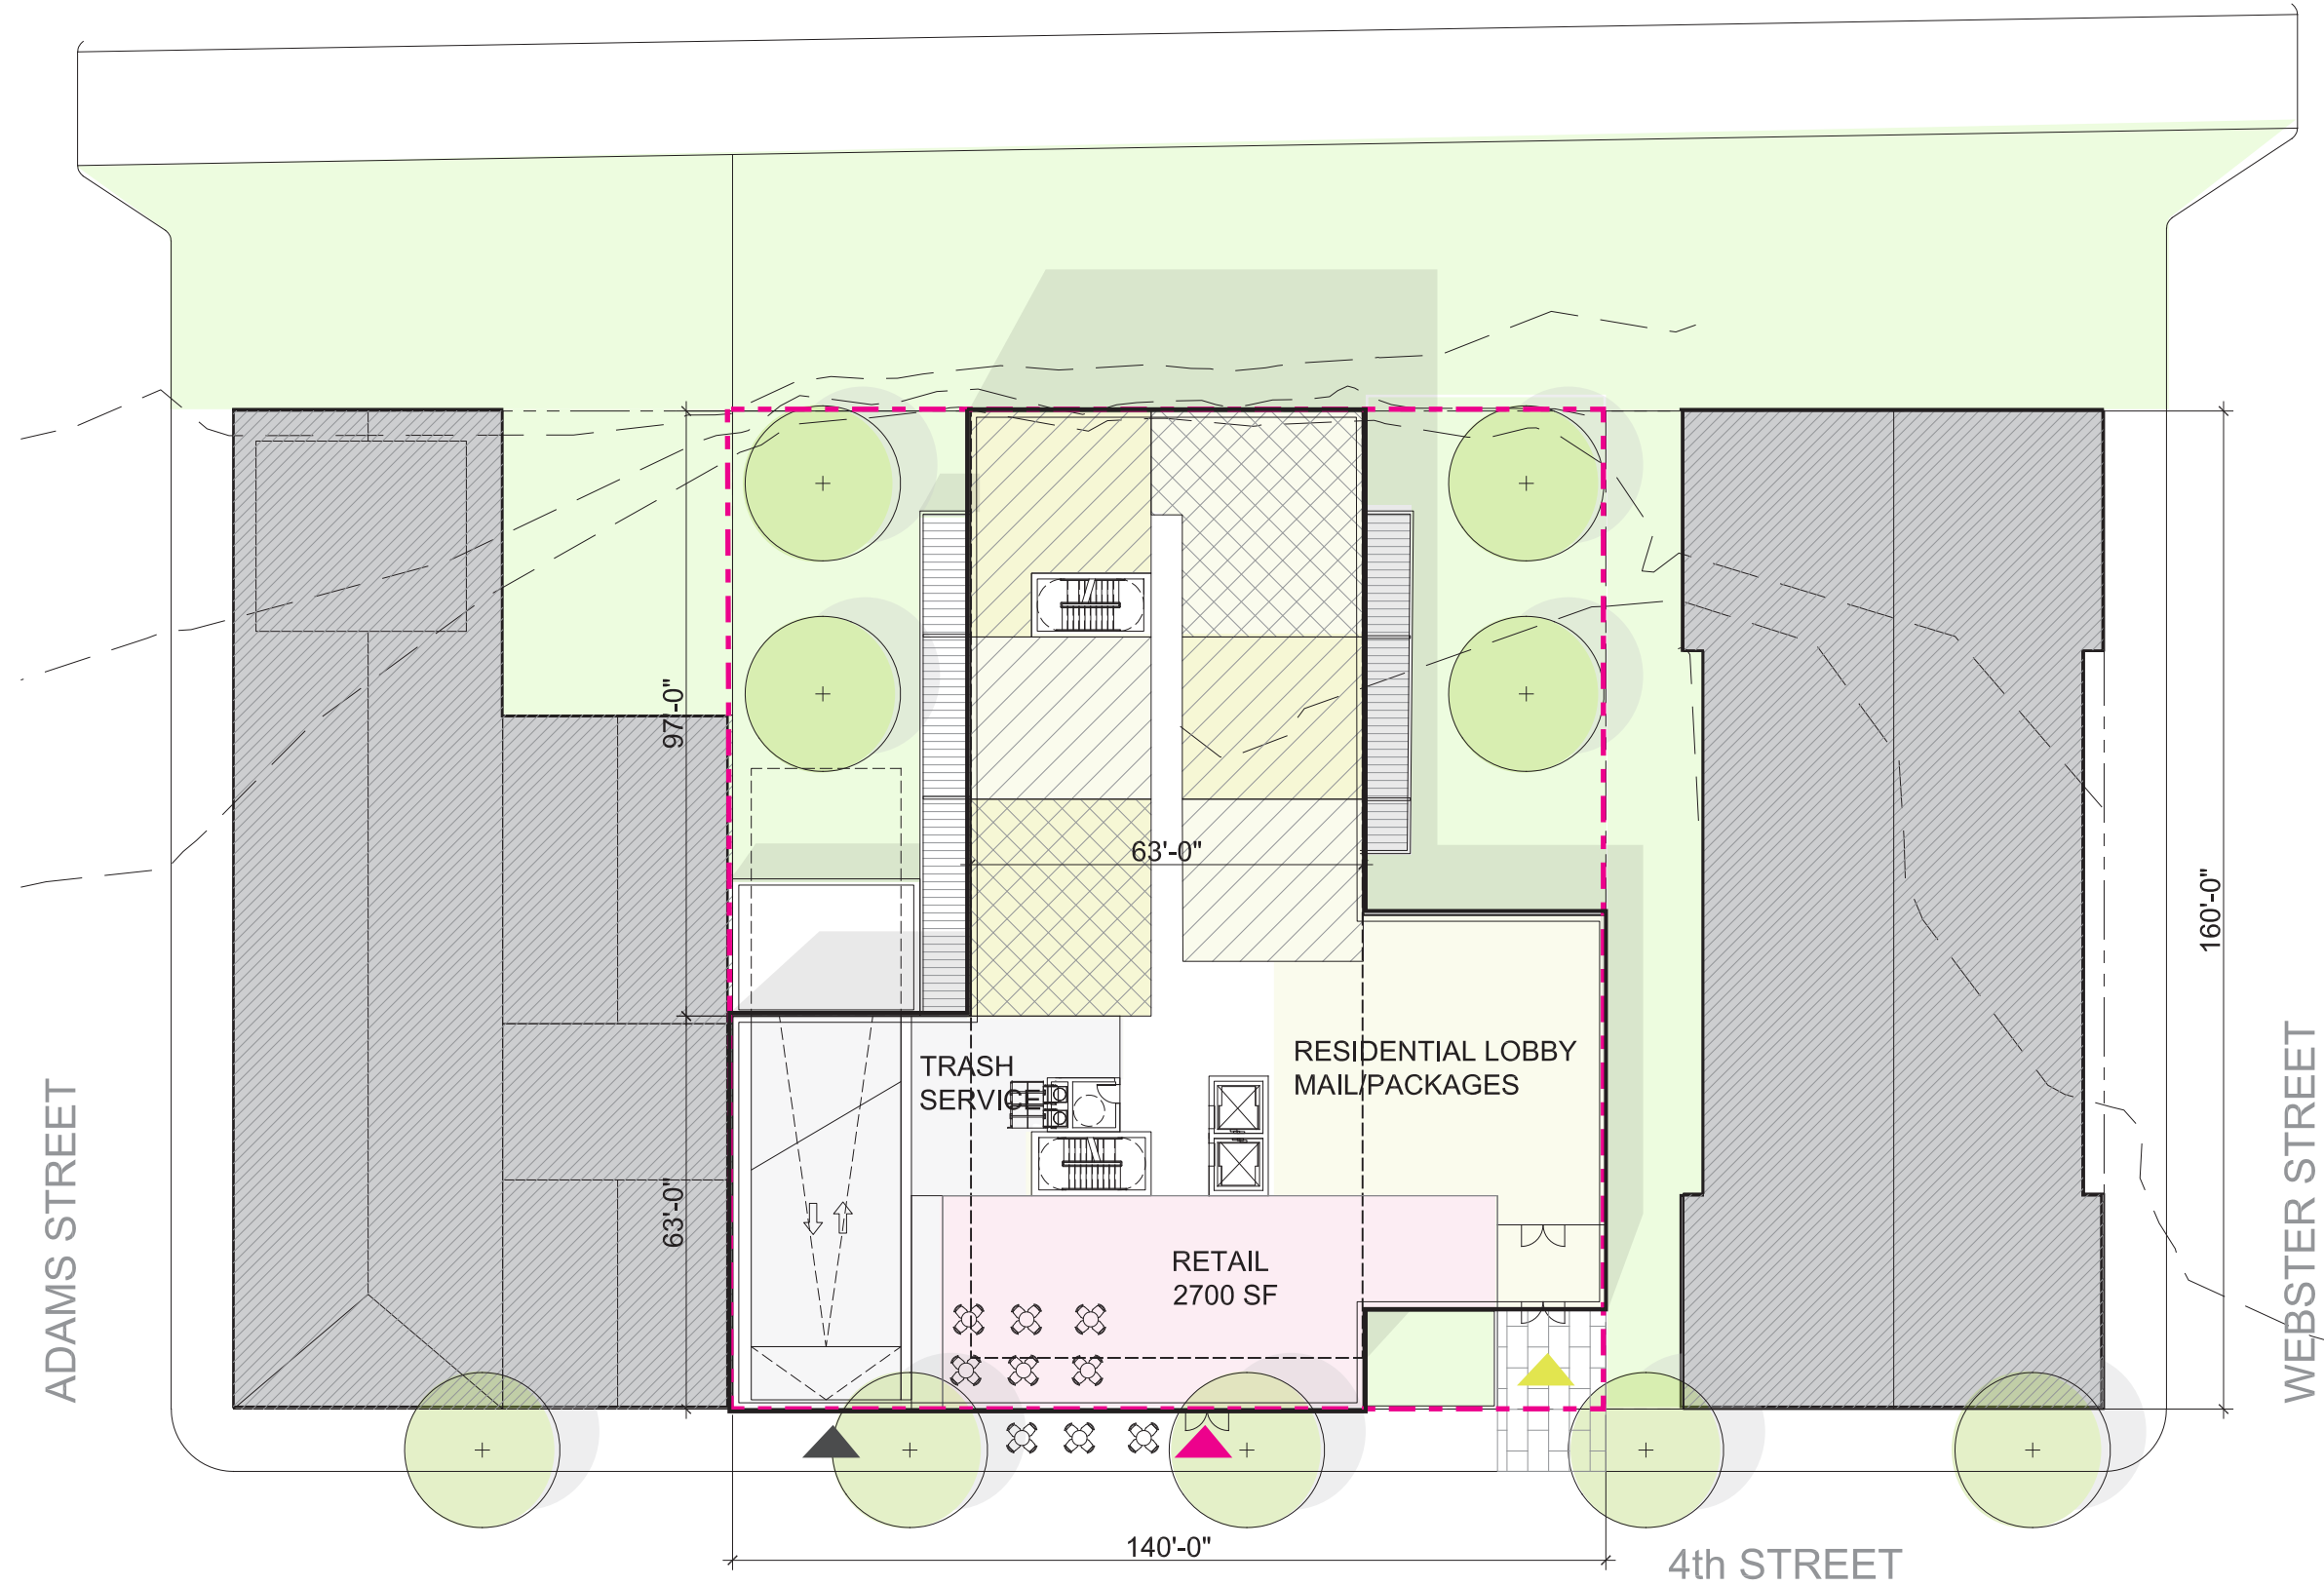 97'-0"
63'-0"
160'-0"
TRASH
SERVICE
RESIDENTIAL LOBBY
MAIL/PACKAGES
63'-0"
RETAIL
2700 SF
ADAMS STREET
WEBSTER STREET
140'-0"
4th STREET